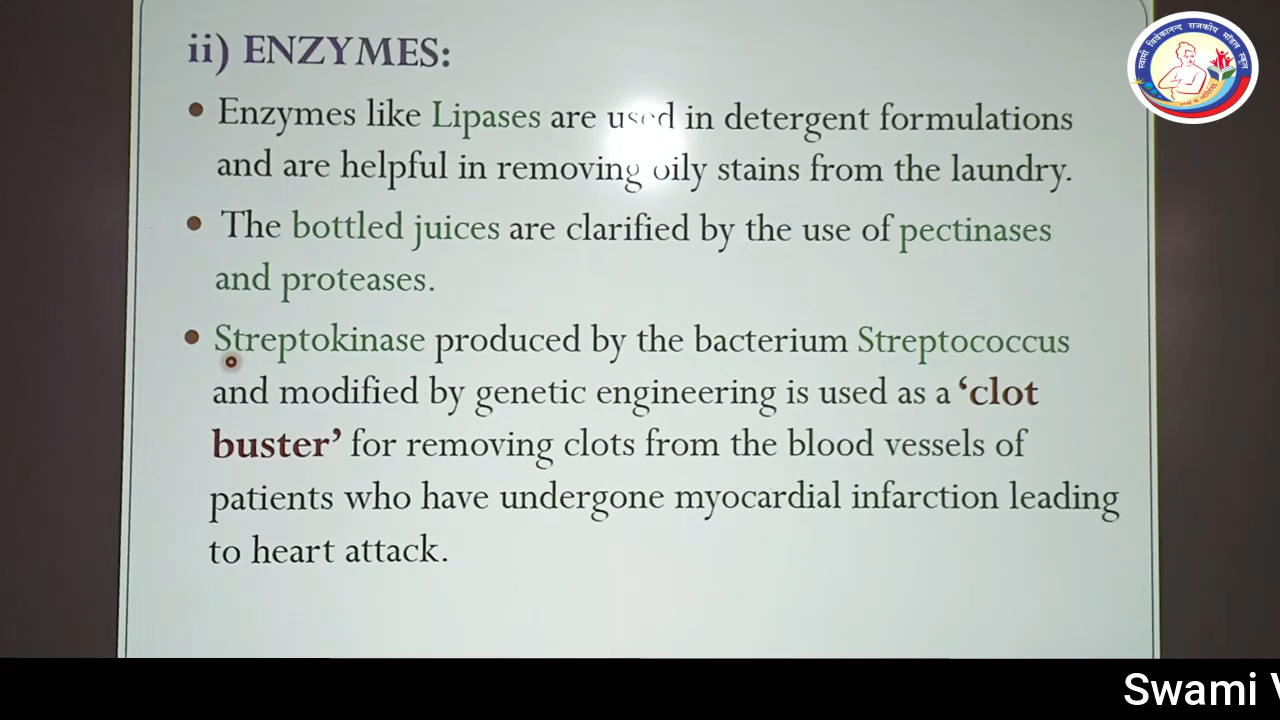 ii) ENZYMES:
Enzymes like Lipases are used in detergent formulations
and are helpful in removing oily stains from the laundry.
The bottled juices are clarified by the use of pectinases
and proteases.
Streptokinase produced by the bacterium Streptococcus
and modified by genetic engineering is used as a ‘clot
buster’ for removing clots from the blood vessels of
patients who have undergone myocardial infarction leading
to heart attack.
स्वामी विवेकानन्द राजकीय मॉडल स्कूल
Swami V